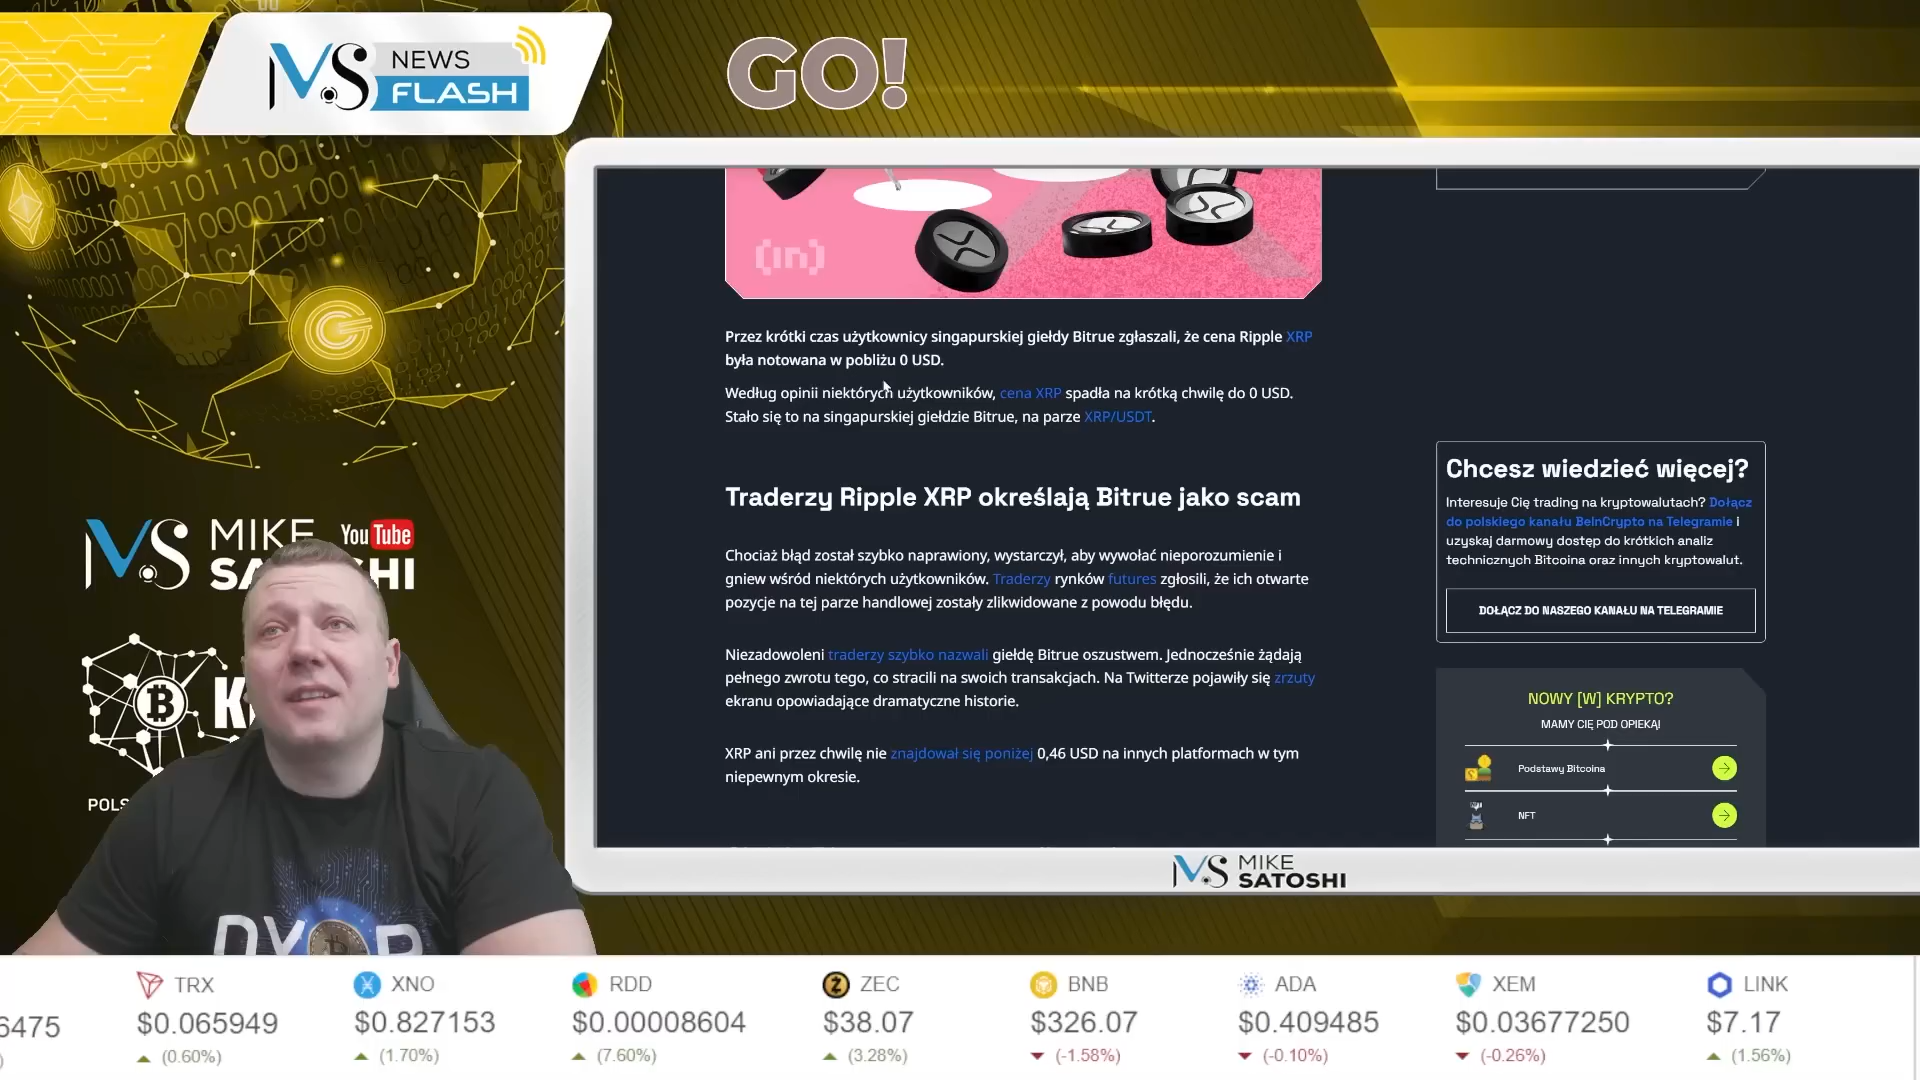 NEWS
FLASH
GO!
Przez krótki czas użytkownicy singapurskiej giełdy Bitrue zgłaszali, że cena Ripple XRP
była notowana w pobliżu 0 USD.
Według opinii niektórych użytkowników, cena XRP spadła na krótką chwilę do 0 USD.
Stało się to na singapurskiej giełdzie Bitrue, na parze XRP/USDT.
Traderzy Ripple XRP określają Bitrue jako scam
Chociaż błąd został szybko naprawiony, wystarczył, aby wywołać nieporozumienie i
gniew wśród niektórych użytkowników. Traderzy rynków futures zgłosili, że ich otwarte
pozycje na tej parze handlowej zostały zlikwidowane z powodu błędu.
Niezadowoleni traderzy szybko nazwali giełdę Bitrue oszustwem. Jednocześnie żądają
pełnego zwrotu tego, co stracili na swoich transakcjach. Na Twitterze pojawiły się zrzuty
ekranu opowiadające dramatyczne historie.
XRP ani przez chwilę nie znajdował się poniżej 0,46 USD na innych platformach w tym
niepewnym okresie.
Chcesz wiedzieć więcej?
Interesuje Cię trading na kryptowalutach? Dołącz
do polskiego kanału BeInCrypto na Telegramie i
uzyskaj darmowy dostęp do krótkich analiz
technicznych Bitcoina oraz innych kryptowalut.
DOŁĄCZ DO NASZEGO KANAŁU NA TELEGRAMIE
NOWY [W] KRYPTO?
MAMY CIĘ POD OPIEKĄ!
Podstawy Bitcoina
NFT
[in]
MS MIKE
SATOSHI
MS MIKE
YouTube
POLS
DYOR
6475
TRX
$0.065949
(0.60%)
XNO
$0.827153
(1.70%)
RDD
$0.00008604
(7.60%)
ZEC
$38.07
(3.28%)
BNB
$326.07
(-1.58%)
ADA
$0.409485
(-0.10%)
XEM
$0.03677250
(-0.26%)
LINK
$7.17
(1.56%)